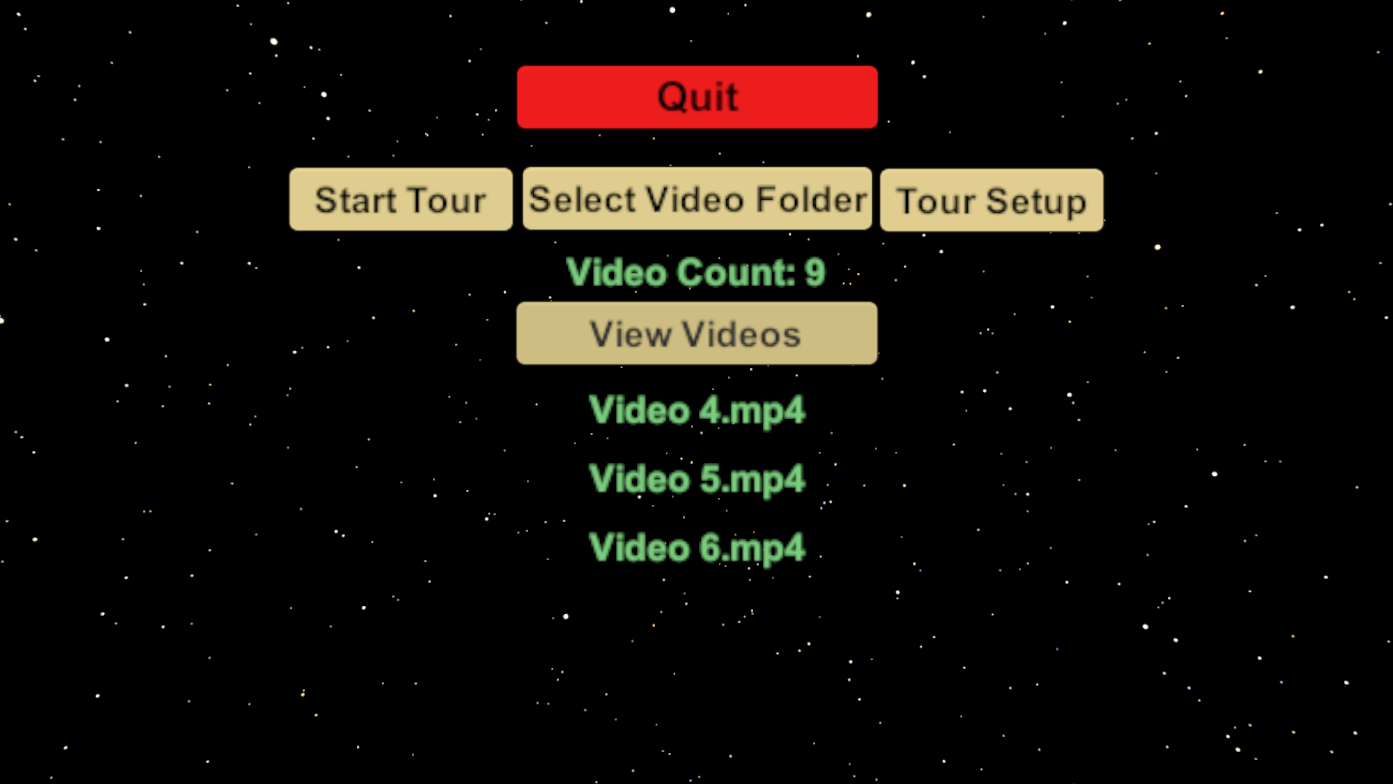 Quit
Start Tour
Select Video Folder
Tour Setup
Video Count: 9
View Videos
Video 4.mp4
Video 5.mp4
Video 6.mp4